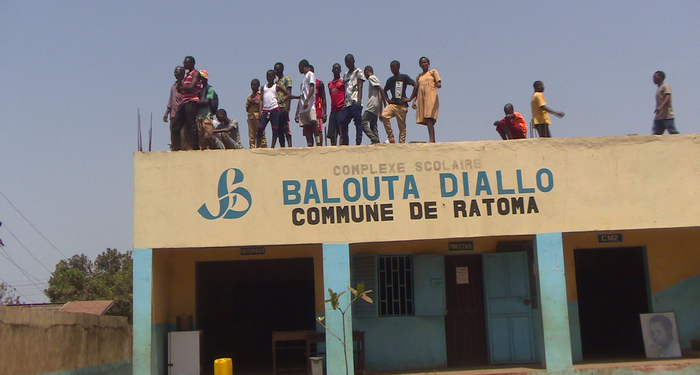 COMPLEXE SCOLAIRE
BALOUTA DIALLO
COMMUNE DE RATOMA